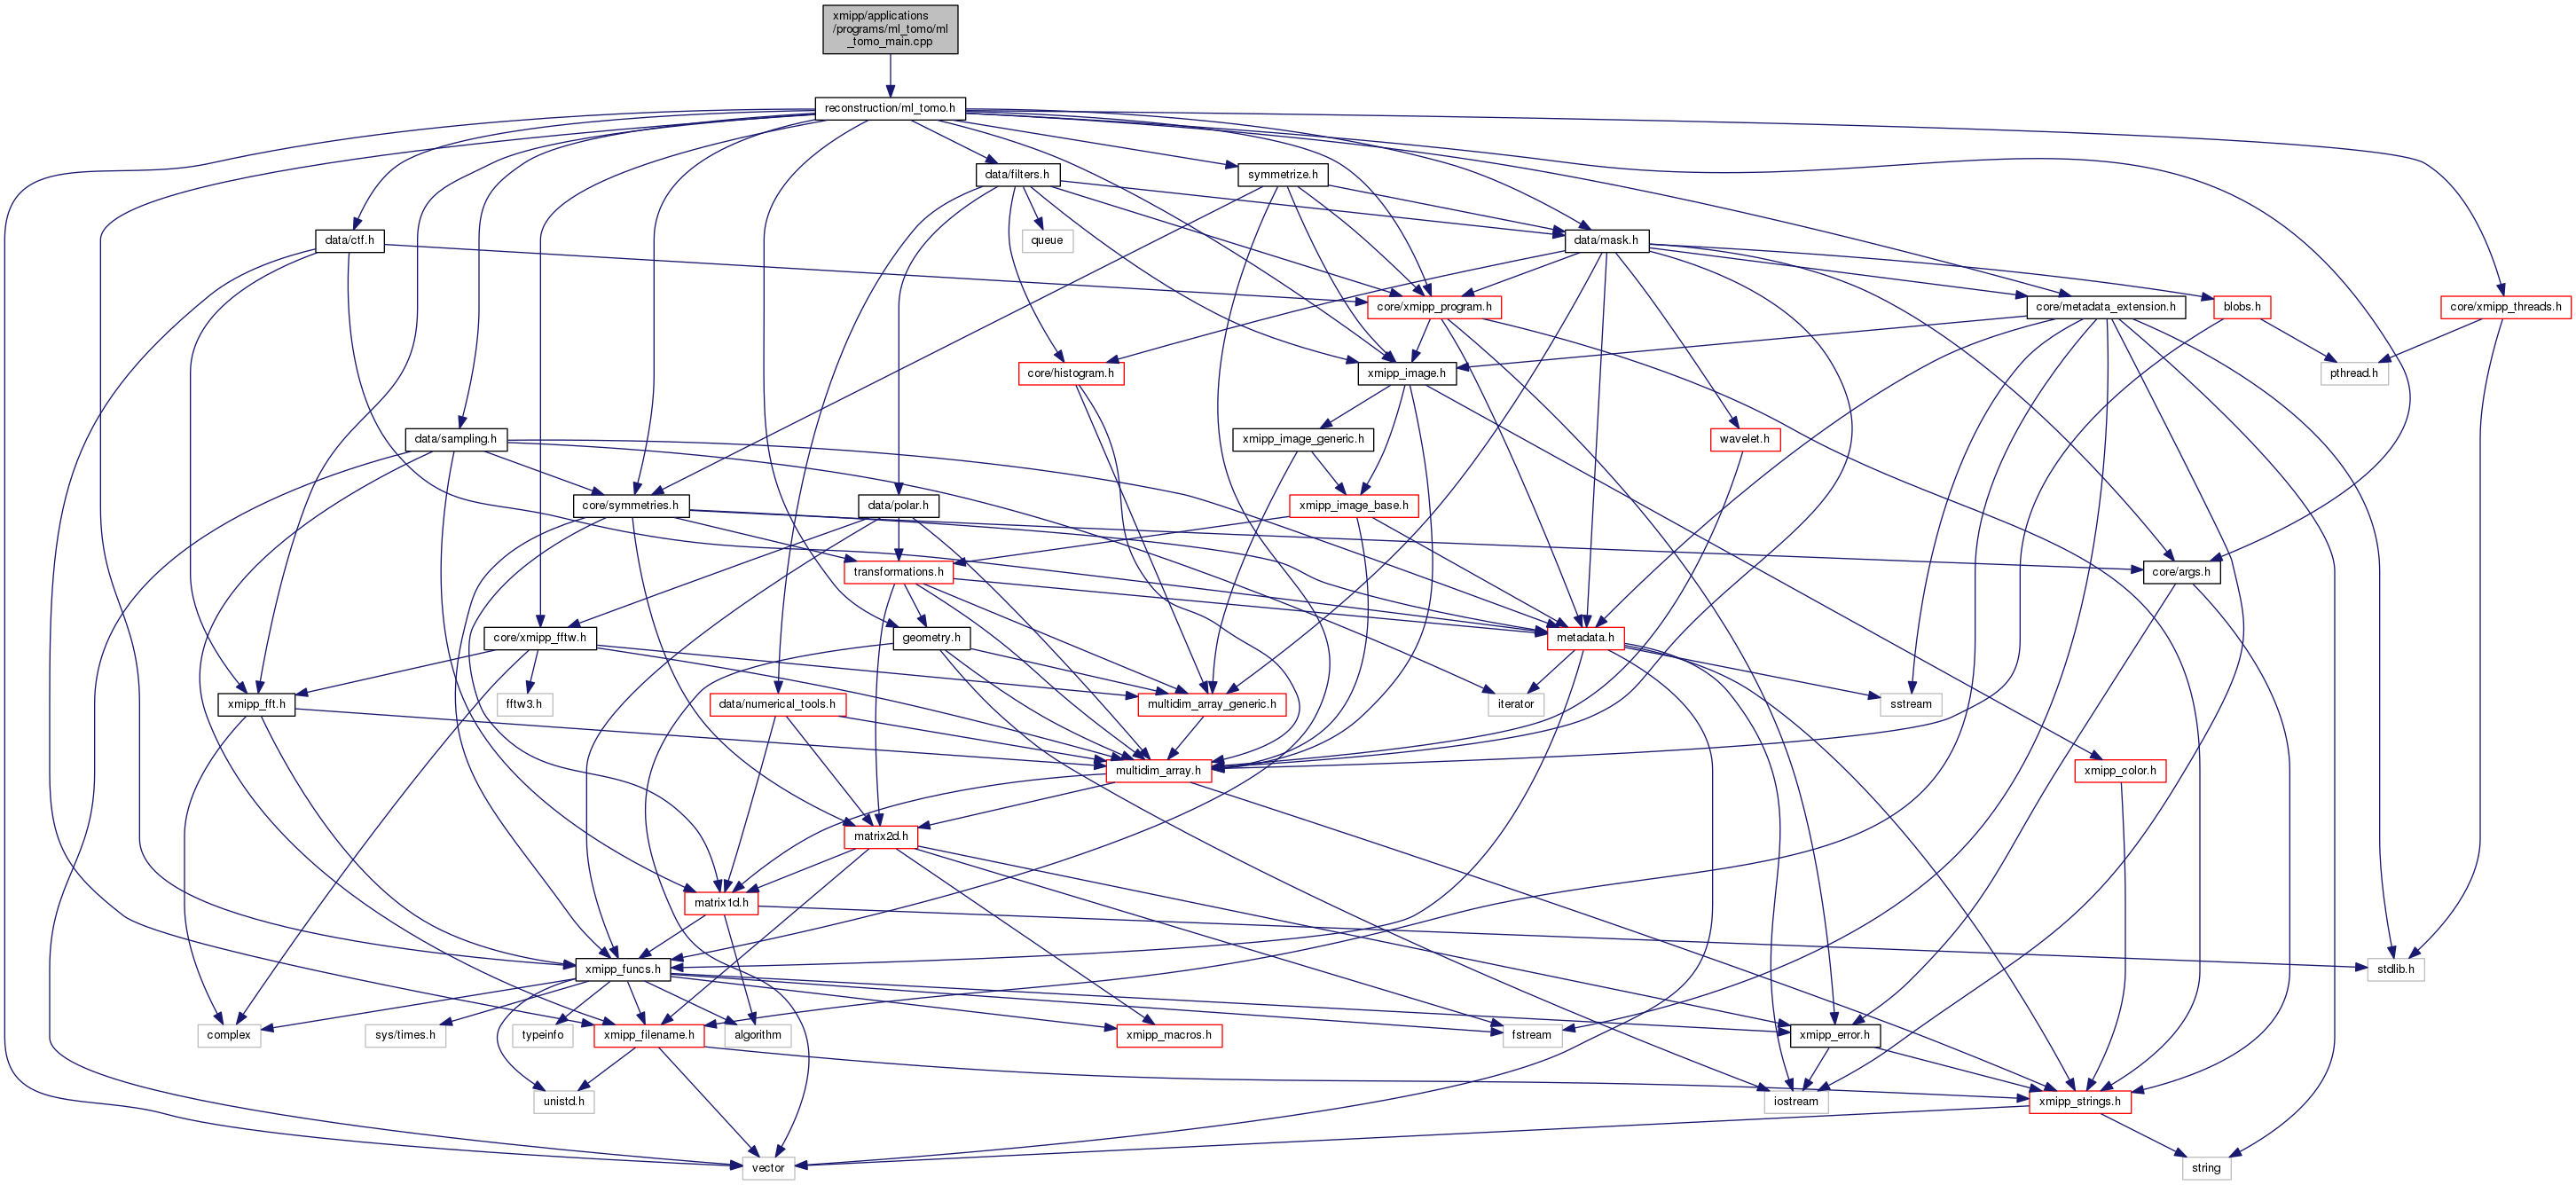 xmipp/applications
/programs/ml_tomo/ml
_tomo_main.cpp
reconstruction/ml_tomo.h
data/filters.h
symmetrize.h
data/ctf.h
queue
data/mask.h
core/xmipp_program.h
core/metadata_extension.h
blobs.h
core/xmipp_threads.h
core/histogram.h
xmipp_image.h
pthread.h
data/sampling.h
xmipp_image_generic.h
wavelet.h
core/symmetries.h
data/polar.h
xmipp_image_base.h
transformations.h
core/args.h
core/xmipp_fftw.h
geometry.h
metadata.h
xmipp_fft.h
fftw3.h
data/numerical_tools.h
multidim_array_generic.h
iterator
sstream
multidim_array.h
xmipp_color.h
matrix2d.h
matrix1d.h
xmipp_funcs.h
stdlib.h
complex
sys/times.h
typeinfo
xmipp_filename.h
algorithm
xmipp_macros.h
fstream
xmipp_error.h
unistd.h
iostream
xmipp_strings.h
vector
string